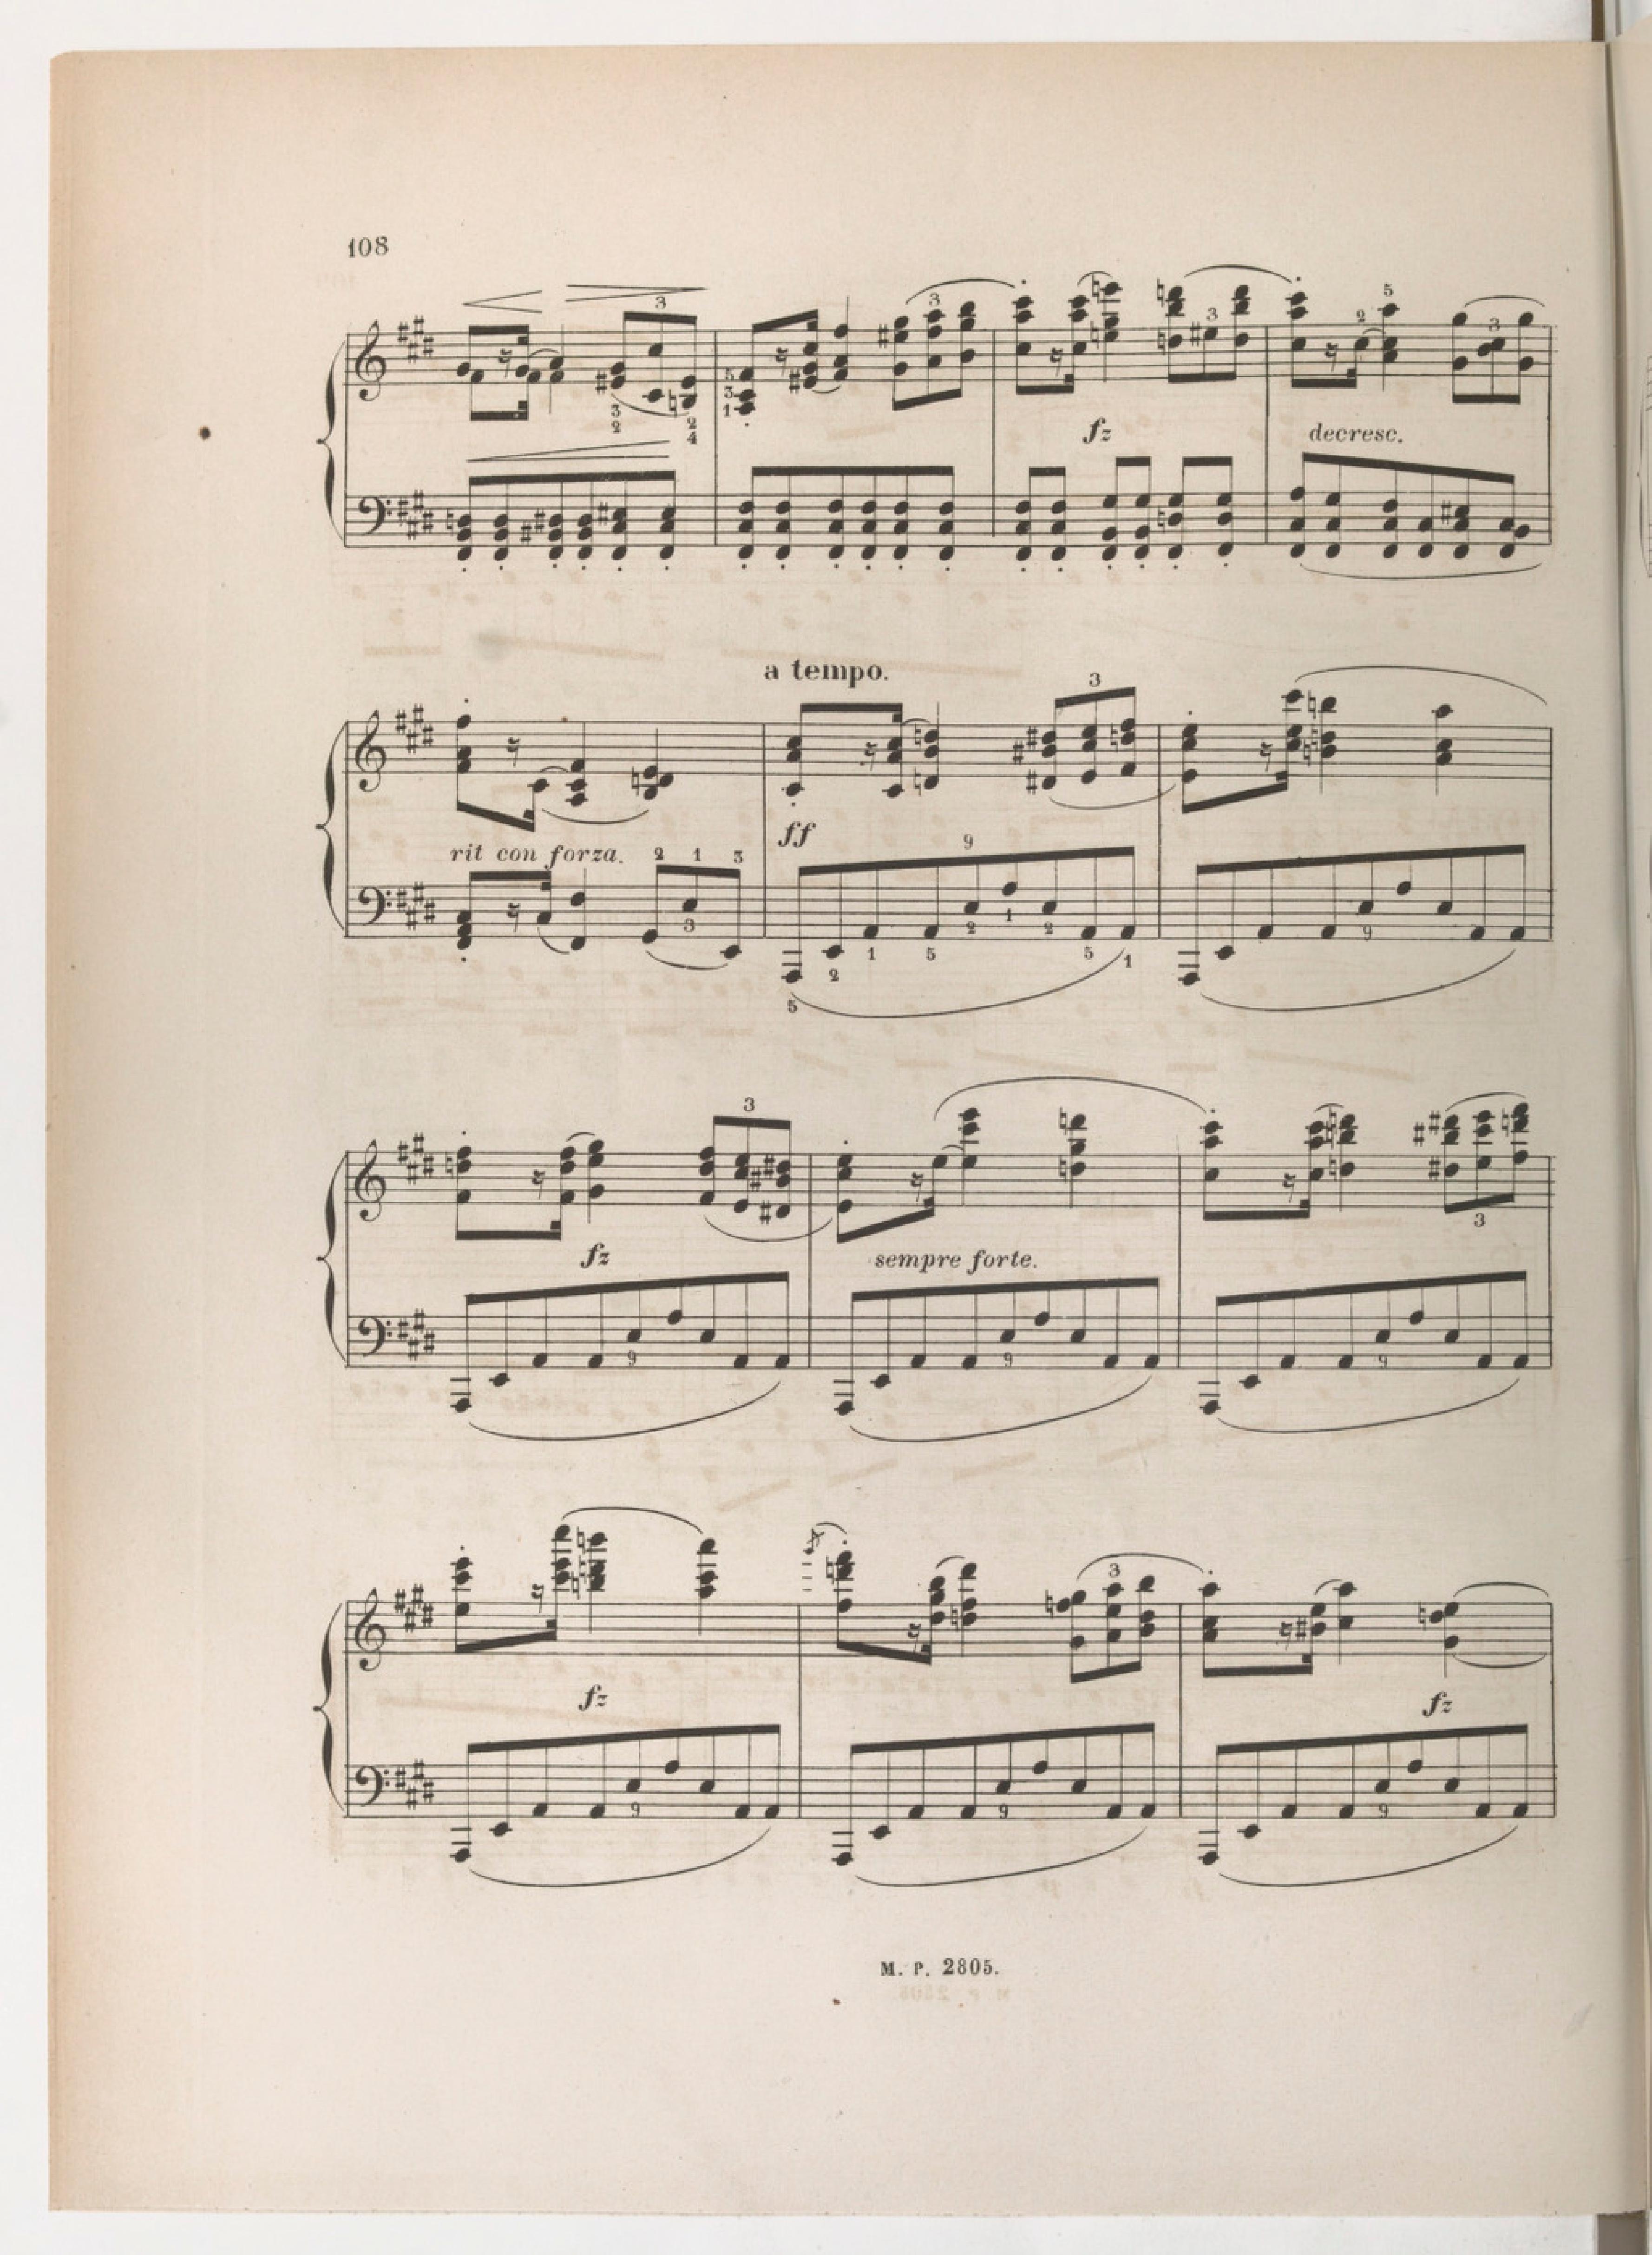 108
3
5 3 3
3 2 2 1
2 4
fz decresc.
3 3 2 5 3
a tempo.
3
rit con forza. 2 1 3 ff 9
3 2 1 2
2 1 5 5 1 9
5
3
fz sempre forte. 3
9 9 9
3
fz fz
9 9 9
M. P. 2805.